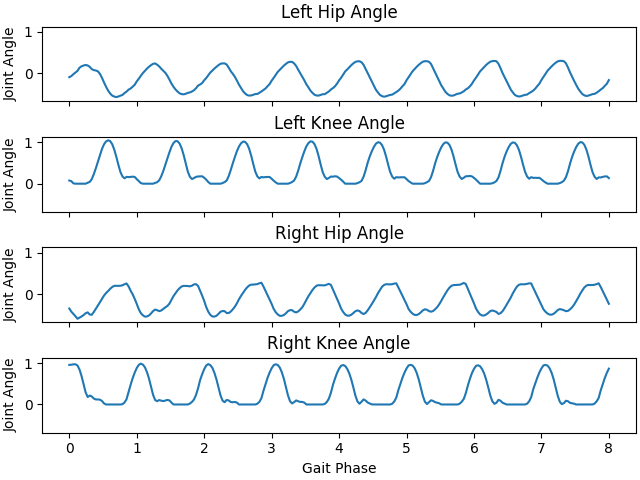 Left Hip Angle
Joint Angle
1
0
Left Knee Angle
Joint Angle
1
0
Right Hip Angle
Joint Angle
1
0
Right Knee Angle
Joint Angle
1
0
0 1 2 3 4 5 6 7 8
Gait Phase